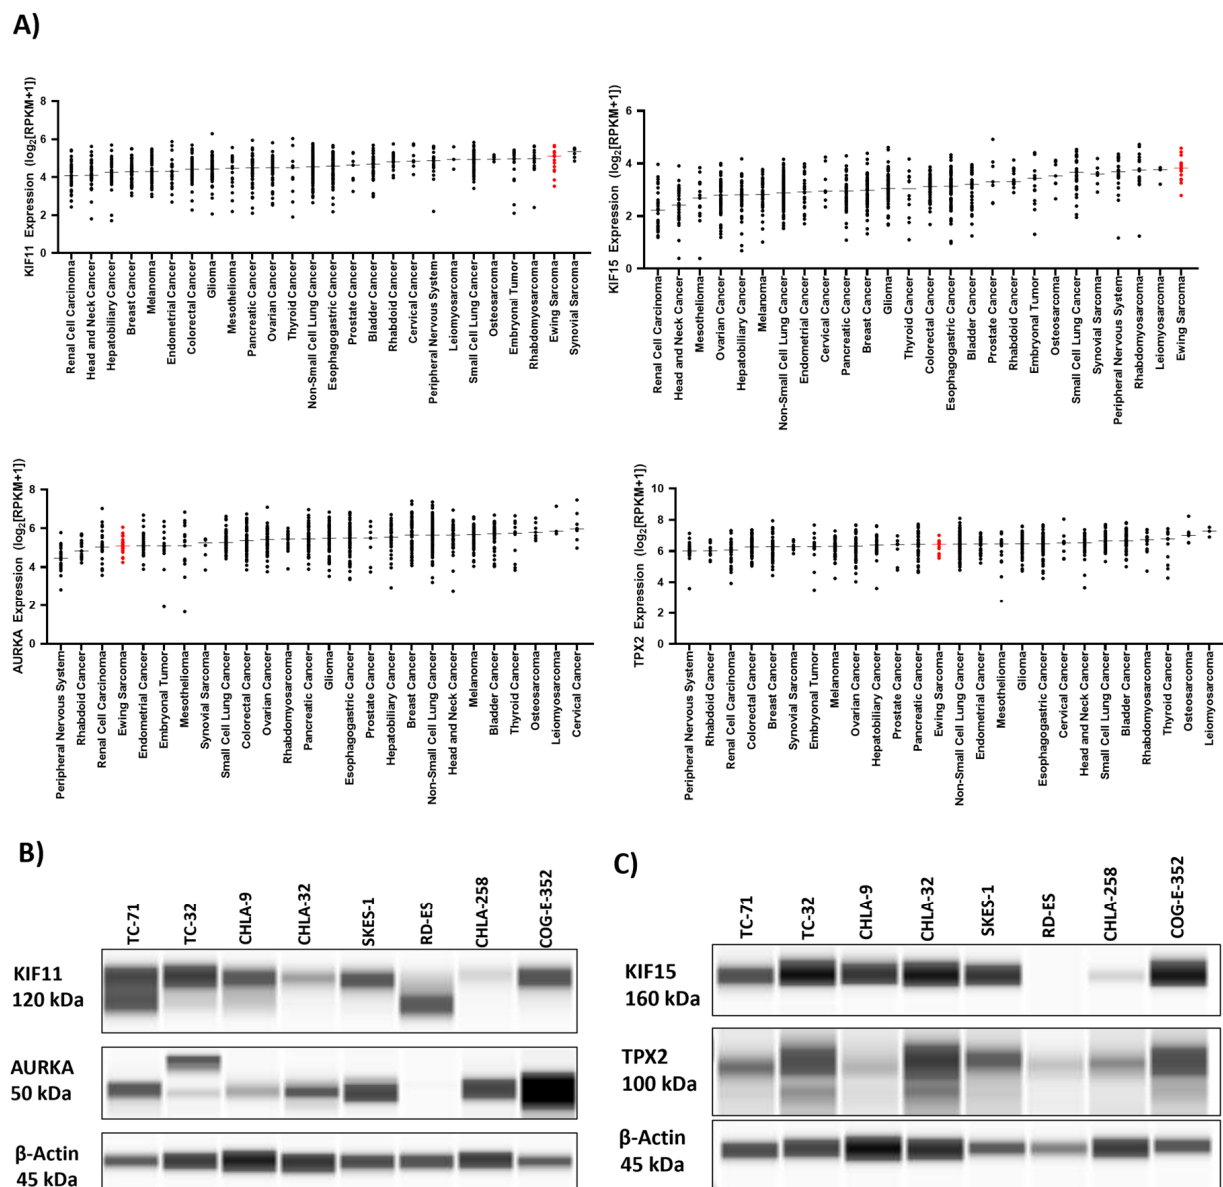 A)
KIF11 Expression (log2[RPKM+1])
8
6
4
2
0
Renal Cell Carcinoma
Head and Neck Cancer
Hepatobiliary Cancer
Breast Cancer
Melanoma
Endometrial Cancer
Colorectal Cancer
Glioma
Mesothelioma
Pancreatic Cancer
Ovarian Cancer
Thyroid Cancer
Non-Small Cell Lung Cancer
Esophagogastric Cancer
Prostate Cancer
Bladder Cancer
Rhabdoid Cancer
Cervical Cancer
Peripheral Nervous System
Leiomyosarcoma
Small Cell Lung Cancer
Osteosarcoma
Embryonal Tumor
Rhabdomyosarcoma
Ewing Sarcoma
Synovial Sarcoma
KIF15 Expression (log2[RPKM+1])
6
4
2
0
Renal Cell Carcinoma
Head and Neck Cancer
Mesothelioma
Ovarian Cancer
Hepatobiliary Cancer
Melanoma
Non-Small Cell Lung Cancer
Endometrial Cancer
Cervical Cancer
Pancreatic Cancer
Breast Cancer
Glioma
Thyroid Cancer
Colorectal Cancer
Esophagogastric Cancer
Bladder Cancer
Prostate Cancer
Rhabdoid Cancer
Embryonal Tumor
Osteosarcoma
Small Cell Lung Cancer
Synovial Sarcoma
Peripheral Nervous System
Rhabdomyosarcoma
Leiomyosarcoma
Ewing Sarcoma
AURKA Expression (log2[RPKM+1])
8
6
4
2
0
Peripheral Nervous System
Rhabdoid Cancer
Renal Cell Carcinoma
Ewing Sarcoma
Endometrial Cancer
Embryonal Tumor
Mesothelioma
Synovial Sarcoma
Small Cell Lung Cancer
Colorectal Cancer
Ovarian Cancer
Rhabdomyosarcoma
Pancreatic Cancer
Glioma
Esophagogastric Cancer
Prostate Cancer
Hepatobiliary Cancer
Breast Cancer
Non-Small Cell Lung Cancer
Head and Neck Cancer
Melanoma
Bladder Cancer
Thyroid Cancer
Osteosarcoma
Leiomyosarcoma
Cervical Cancer
TPX2 Expression (log2[RPKM+1])
10
8
6
4
2
0
Peripheral Nervous System
Rhabdoid Cancer
Renal Cell Carcinoma
Colorectal Cancer
Breast Cancer
Synovial Sarcoma
Embryonal Tumor
Melanoma
Ovarian Cancer
Hepatobiliary Cancer
Prostate Cancer
Pancreatic Cancer
Ewing Sarcoma
Non-Small Cell Lung Cancer
Endometrial Cancer
Mesothelioma
Glioma
Esophagogastric Cancer
Cervical Cancer
Head and Neck Cancer
Small Cell Lung Cancer
Bladder Cancer
Rhabdomyosarcoma
Thyroid Cancer
Osteosarcoma
Leiomyosarcoma
B)
TC-71
TC-32
CHLA-9
CHLA-32
SKES-1
RD-ES
CHLA-258
COG-E-352
KIF11
120 kDa
AURKA
50 kDa
β-Actin
45 kDa
C)
TC-71
TC-32
CHLA-9
CHLA-32
SKES-1
RD-ES
CHLA-258
COG-E-352
KIF15
160 kDa
TPX2
100 kDa
β-Actin
45 kDa